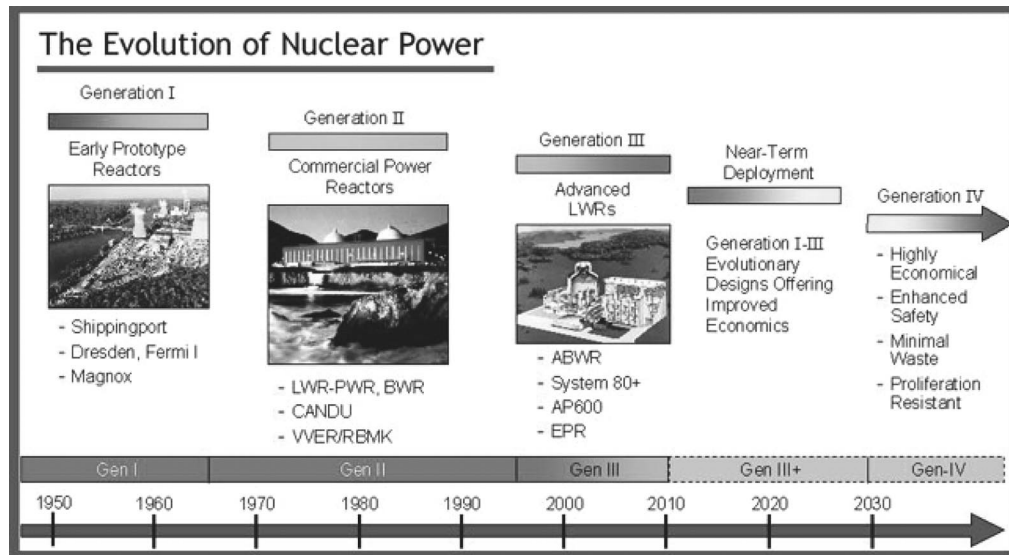 The Evolution of Nuclear Power
Generation I
Early Prototype
Reactors
- Shippingport
- Dresden, Fermi I
- Magnox
Generation II
Commercial Power
Reactors
- LWR-PWR, BWR
- CANDU
- VVER/RBMK
Generation III
Advanced
LWRs
- ABWR
- System 80+
- AP600
- EPR
Near-Term
Deployment
Generation I-III
Evolutionary
Designs Offering
Improved
Economics
Generation IV
- Highly
Economical
- Enhanced
Safety
- Minimal
Waste
- Proliferation
Resistant
Gen I
Gen II
Gen III
Gen III+
Gen-IV
1950
1960
1970
1980
1990
2000
2010
2020
2030